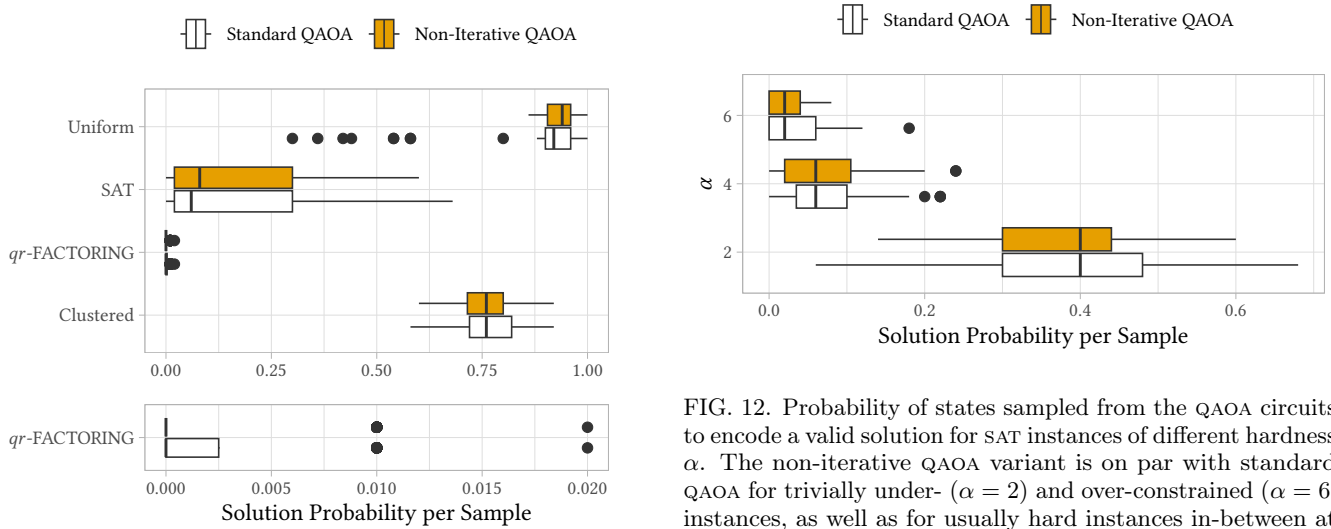 Standard QAOA Non-Iterative QAOA
Uniform
SAT
qr-FACTORING
Clustered
0.00 0.25 0.50 0.75 1.00
qr-FACTORING
0.000 0.005 0.010 0.015 0.020
Solution Probability per Sample
Standard QAOA Non-Iterative QAOA
6
4
α
2
0.0 0.2 0.4 0.6
Solution Probability per Sample
FIG. 12. Probability of states sampled from the QAOA circuits
to encode a valid solution for SAT instances of different hardness
α. The non-iterative QAOA variant is on par with standard
QAOA for trivially under- (α = 2) and over-constrained (α = 6
instances, as well as for usually hard instances in-between at